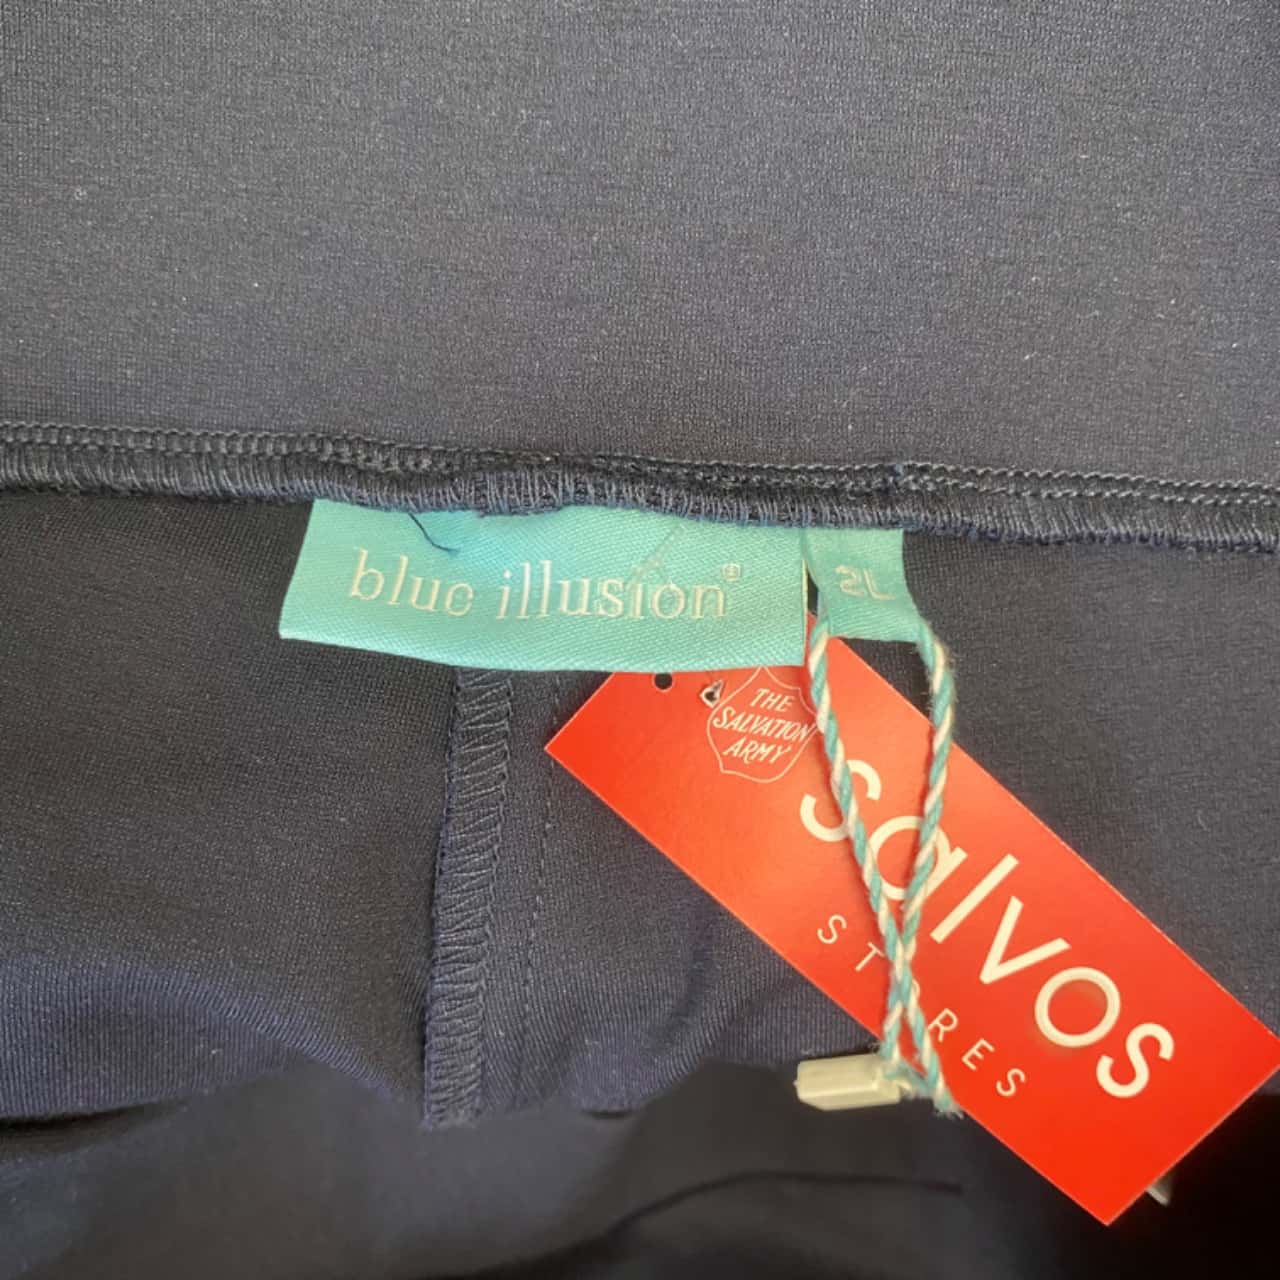 blue illusion®
2L
THE
SALVATION
ARMY
salvos
STORES